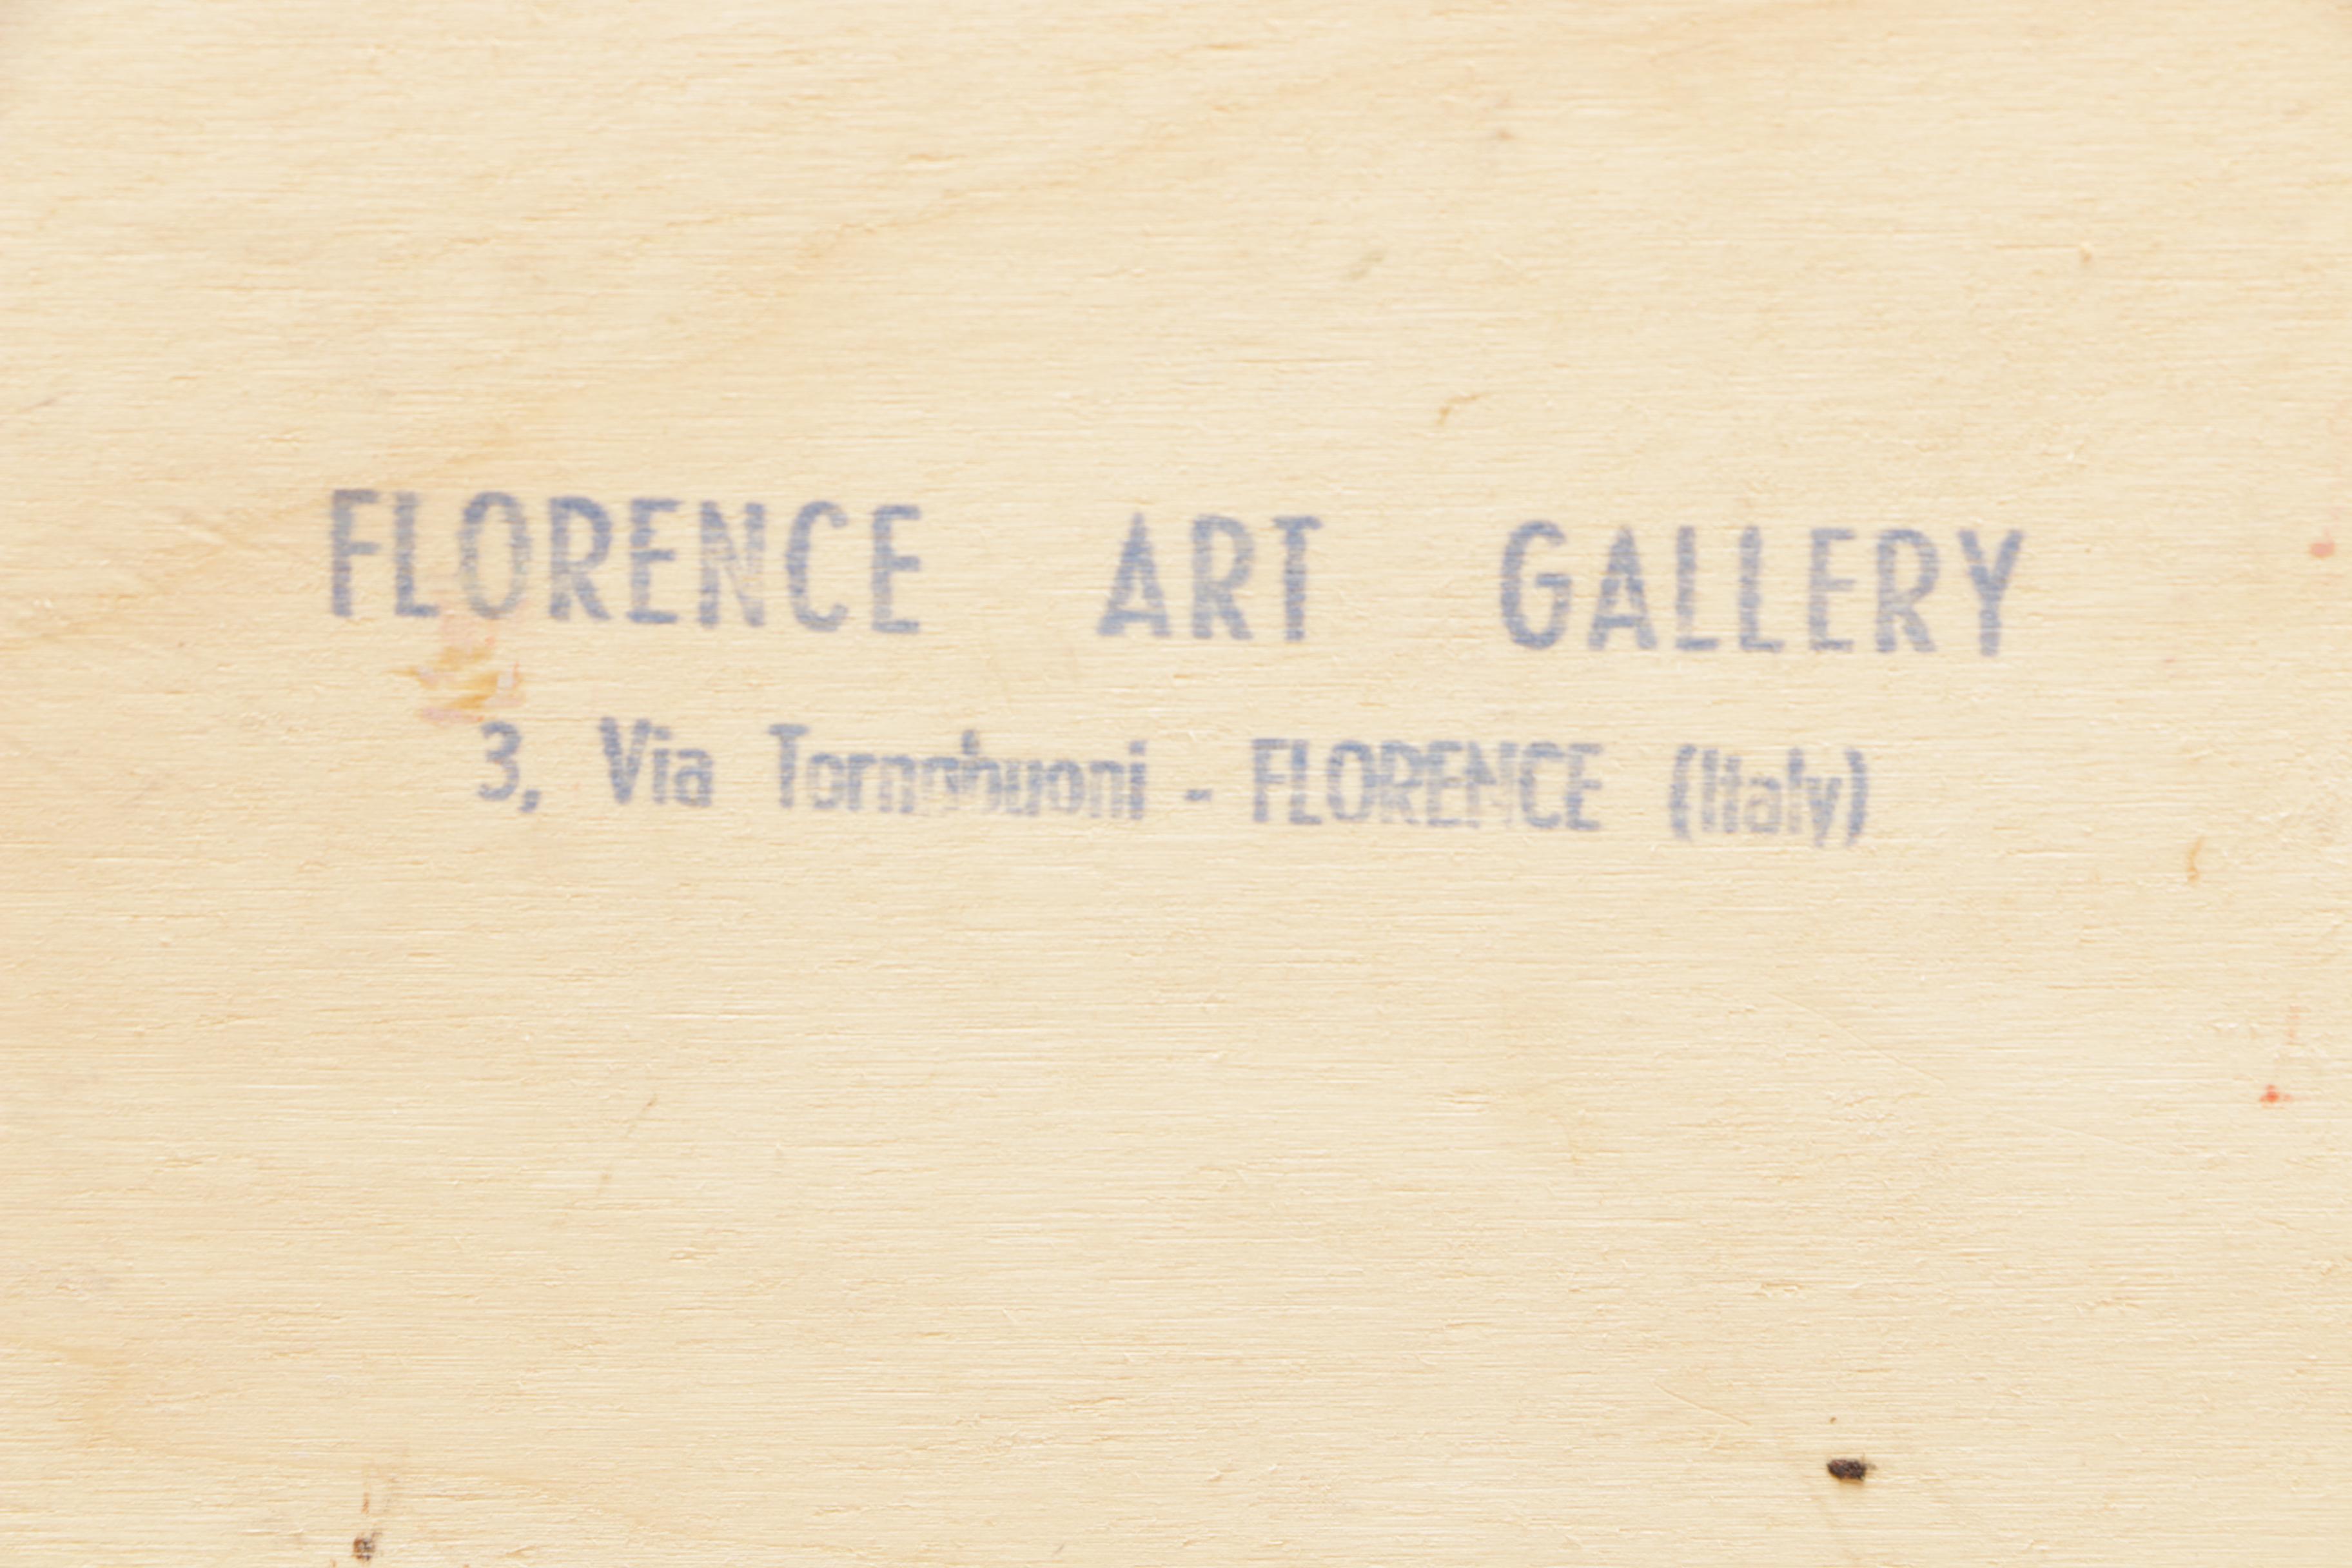 FLORENCE ART GALLERY
3, Via Tornabuoni - FLORENCE (Italy)